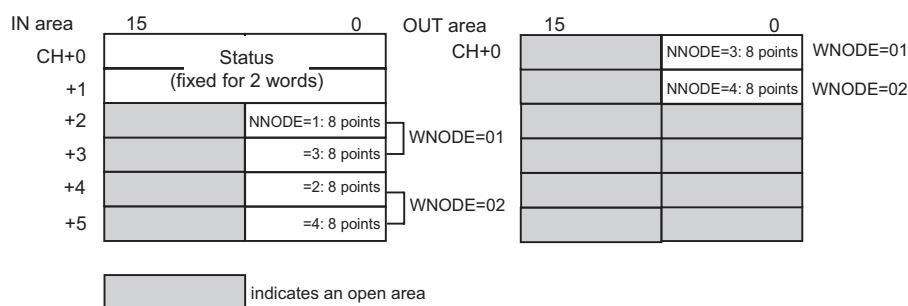 IN area 15 0
CH+0 Status
(fixed for 2 words)
+1
+2 NNODE=1: 8 points
+3 =3: 8 points
WNODE=01
+4 =2: 8 points
+5 =4: 8 points
WNODE=02
OUT area 15 0
CH+0 NNODE=3: 8 points WNODE=01
NNODE=4: 8 points WNODE=02
indicates an open area